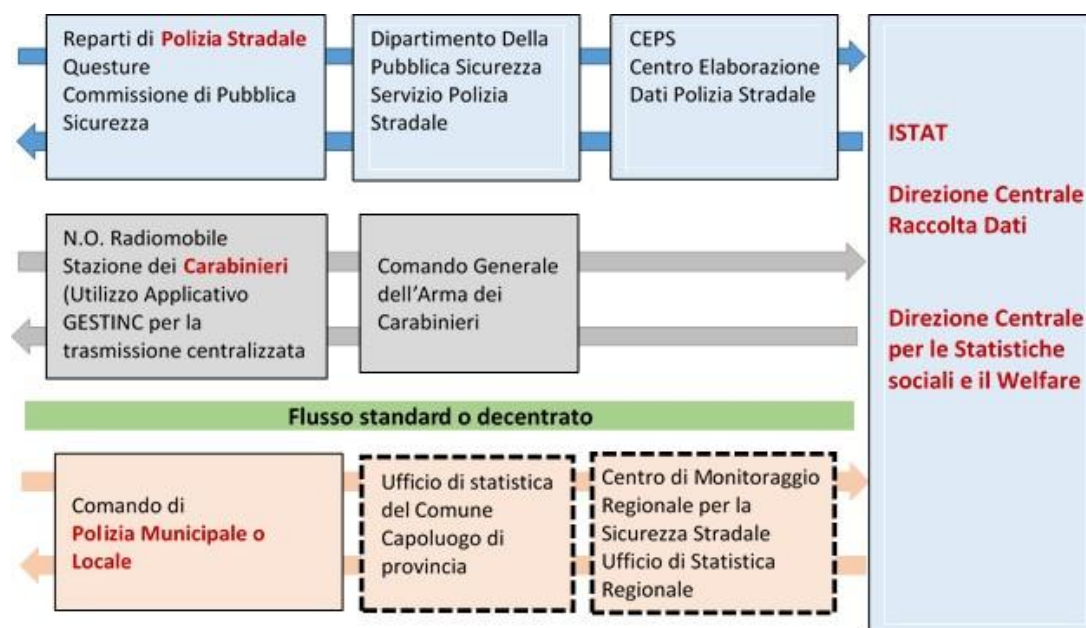 Reparti di Polizia Stradale
Questure
Commissione di Pubblica
Sicurezza
Dipartimento Della
Pubblica Sicurezza
Servizio Polizia
Stradale
CEPS
Centro Elaborazione
Dati Polizia Stradale
N.O. Radiomobile
Stazione dei Carabinieri
(Utilizzo Applicativo
GESTINC per la
trasmissione centralizzata
Comando Generale
dell'Arma dei
Carabinieri
Flusso standard o decentrato
Comando di
Polizia Municipale o
Locale
Ufficio di statistica
del Comune
Capoluogo di
provincia
Centro di Monitoraggio
Regionale per la
Sicurezza Stradale
Ufficio di Statistica
Regionale
ISTAT
Direzione Centrale
Raccolta Dati
Direzione Centrale
per le Statistiche
sociali e il Welfare